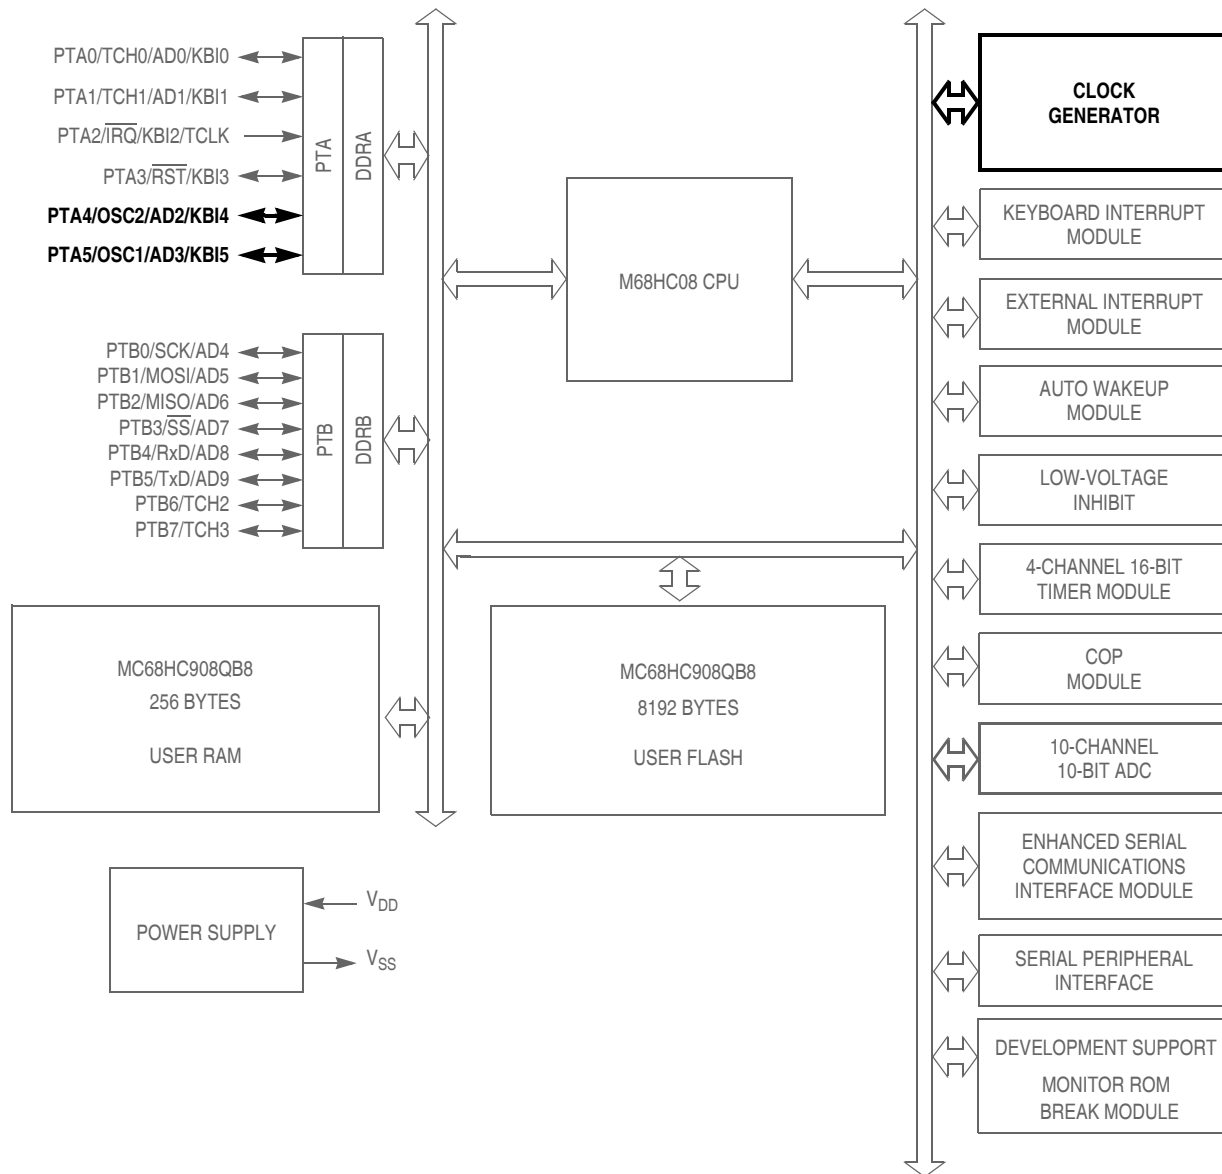 PTA0/TCH0/AD0/KBI0
PTA1/TCH1/AD1/KBI1
PTA2/IRQ/KBI2/TCLK
PTA3/RST/KBI3
PTA4/OSC2/AD2/KBI4
PTA5/OSC1/AD3/KBI5
PTA
DDRA
PTB0/SCK/AD4
PTB1/MOSI/AD5
PTB2/MISO/AD6
PTB3/SS/AD7
PTB4/RxD/AD8
PTB5/TxD/AD9
PTB6/TCH2
PTB7/TCH3
PTB
DDRB
M68HC08 CPU
MC68HC908QB8
256 BYTES
USER RAM
MC68HC908QB8
8192 BYTES
USER FLASH
POWER SUPPLY
VDD
VSS
CLOCK
GENERATOR
KEYBOARD INTERRUPT
MODULE
EXTERNAL INTERRUPT
MODULE
AUTO WAKEUP
MODULE
LOW-VOLTAGE
INHIBIT
4-CHANNEL 16-BIT
TIMER MODULE
COP
MODULE
10-CHANNEL
10-BIT ADC
ENHANCED SERIAL
COMMUNICATIONS
INTERFACE MODULE
SERIAL PERIPHERAL
INTERFACE
DEVELOPMENT SUPPORT
MONITOR ROM
BREAK MODULE